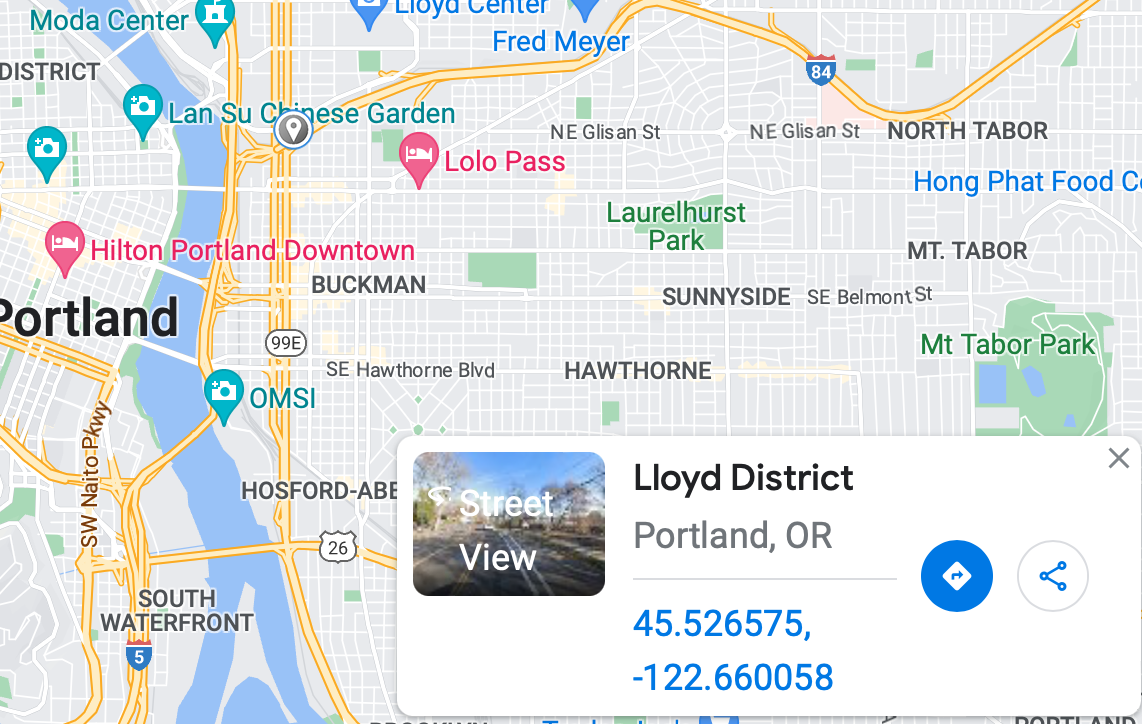 Lloyd Center
Moda Center
Fred Meyer
DISTRICT
84
Lan Su Chinese Garden
NE Glisan St
NE Glisan St
NORTH TABOR
Lolo Pass
Hong Phat Food
Laurelhurst
Park
Hilton Portland Downtown
MT. TABOR
BUCKMAN
SUNNYSIDE
SE Belmont St
Portland
99E
Mt Tabor Park
SE Hawthorne Blvd
HAWTHORNE
OMSI
SW Naito Pkwy
HOSFORD-ABE
26
SOUTH
WATERFRONT
5
Street
View
Lloyd District
Portland, OR
45.526575,
-122.660058